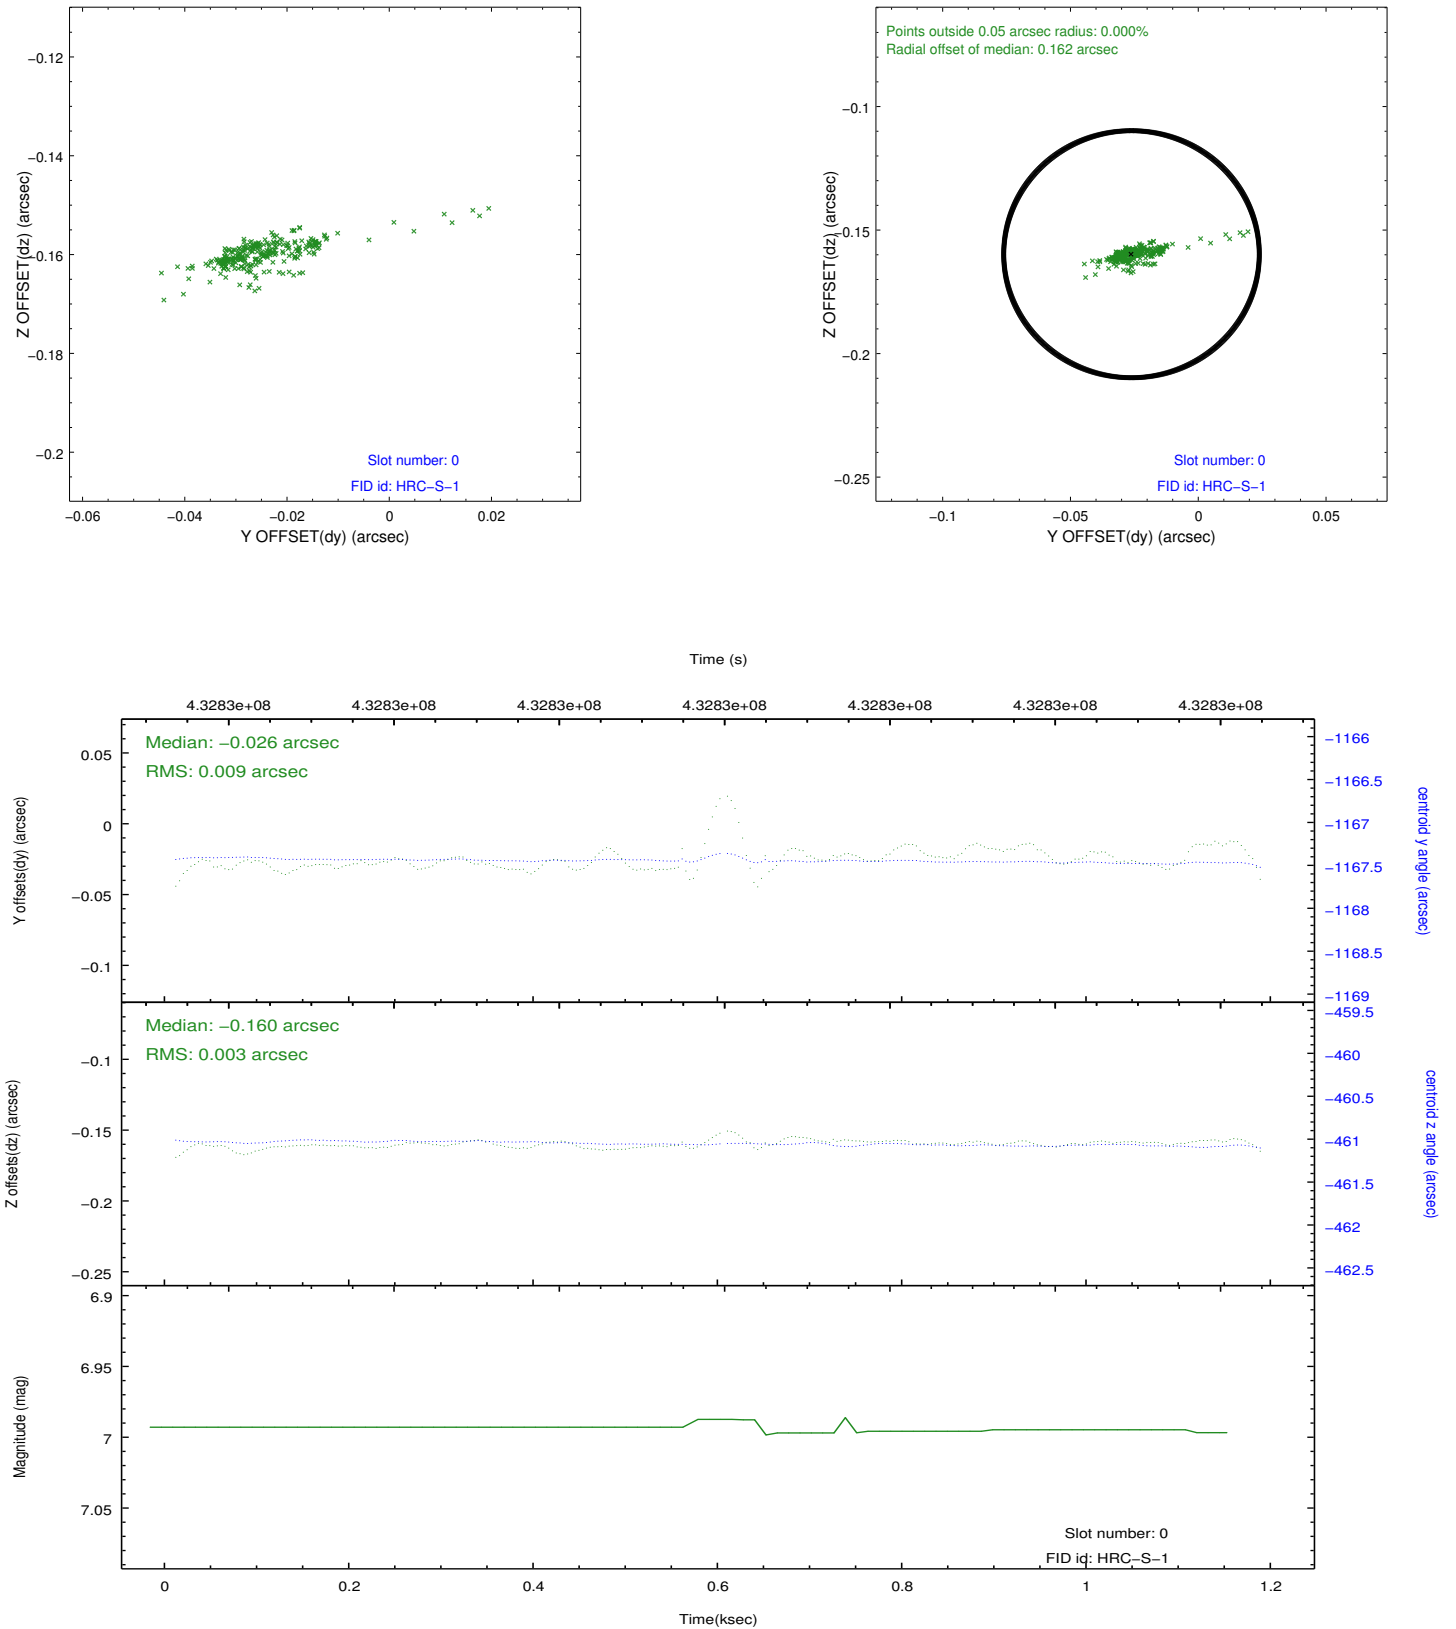 −0.12
−0.14
−0.16
−0.18
−0.2
Z OFFSET(dz) (arcsec)
Slot number: 0
FID id: HRC−S−1
−0.06
−0.04
−0.02
0
0.02
Y OFFSET(dy) (arcsec)
Points outside 0.05 arcsec radius: 0.000%
Radial offset of median: 0.162 arcsec
−0.1
−0.15
−0.2
−0.25
Z OFFSET(dz) (arcsec)
Slot number: 0
FID id: HRC−S−1
−0.1
−0.05
0
0.05
Y OFFSET(dy) (arcsec)
Time (s)
4.3283e+08
4.3283e+08
4.3283e+08
4.3283e+08
4.3283e+08
4.3283e+08
4.3283e+08
Median: −0.026 arcsec
RMS: 0.009 arcsec
0.05
0
−0.05
−0.1
Y offsets(dy) (arcsec)
−1166
−1166.5
−1167
−1167.5
−1168
−1168.5
−1169
centroid y angle (arcsec)
Median: −0.160 arcsec
RMS: 0.003 arcsec
−0.1
−0.15
−0.2
−0.25
Z offsets(dz) (arcsec)
−459.5
−460
−460.5
−461
−461.5
−462
−462.5
centroid z angle (arcsec)
6.9
6.95
7
7.05
Magnitude (mag)
Slot number: 0
FID id: HRC−S−1
0
0.2
0.4
0.6
0.8
1
1.2
Time(ksec)